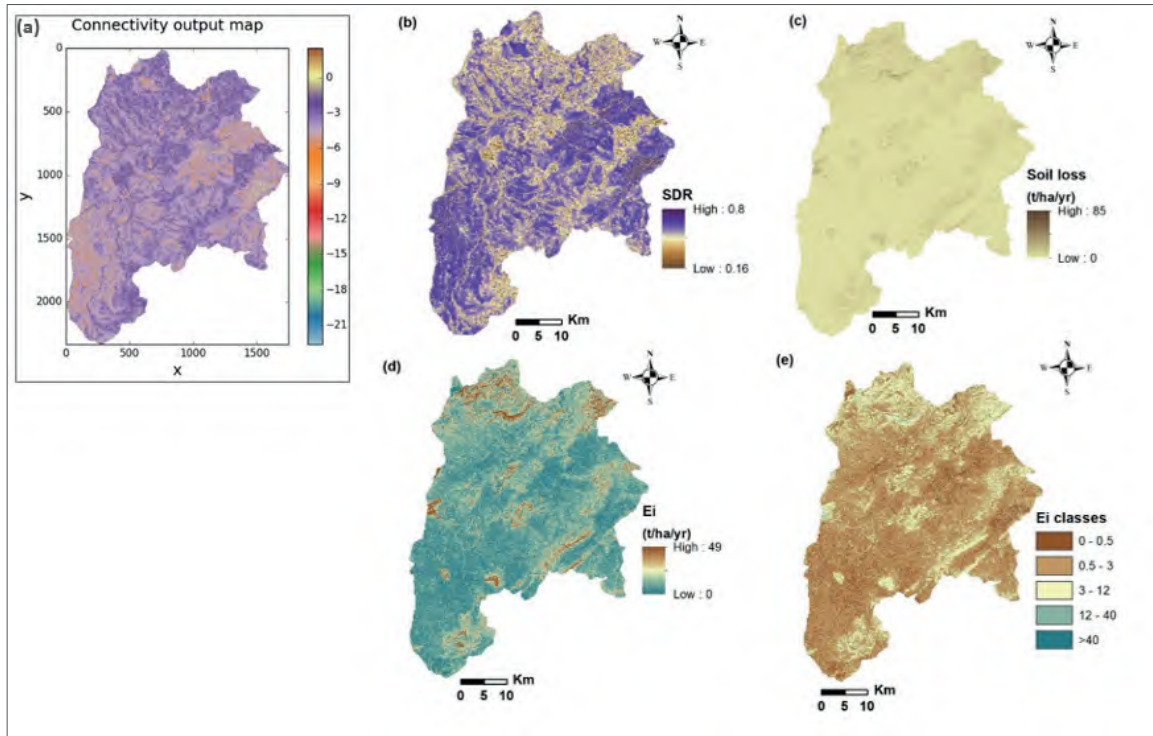 (a)
Connectivity output map
0
500
1000
1500
2000
y
0 500 1000 1500
x
0
−3
−6
−9
−12
−15
−18
−21
(b)
N
W E
S
SDR
High : 0.8
Low : 0.16
Km
0 5 10
(c)
N
W E
S
Soil loss
(t/ha/yr)
High : 85
Low : 0
Km
0 5 10
(d)
N
W E
S
Ei
(t/ha/yr)
High : 49
Low : 0
Km
0 5 10
(e)
N
W E
S
Ei classes
0 - 0.5
0.5 - 3
3 - 12
12 - 40
>40
Km
0 5 10